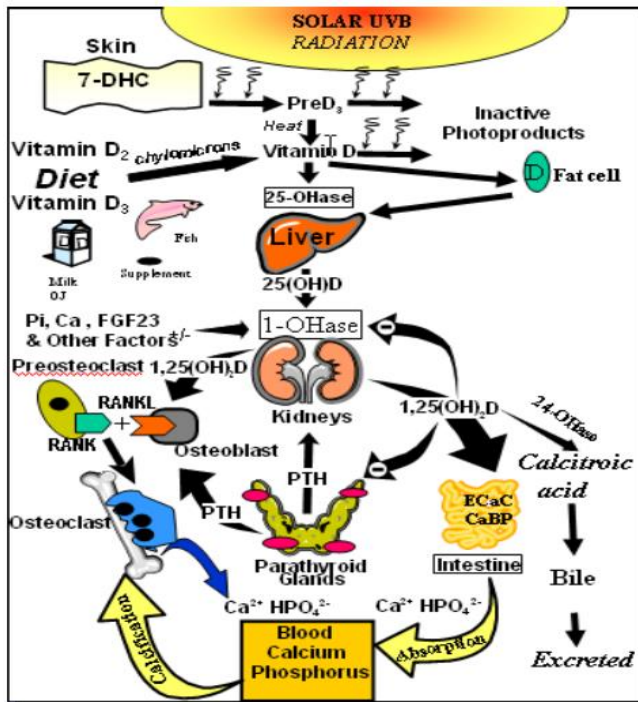 SOLAR UVB
RADIATION
Skin
7-DHC
PreD₃
Heat
Inactive
Photoproducts
Vitamin D₂
chylomicrons
Vitamin D
Diet
D Fat cell
Vitamin D₃
25-OHase
Fish
Liver
Milk
OJ
Supplement
25(OH)D
Pi, Ca , FGF23
& Other Factors
+/-
1-OHase
Preosteoclast
1,25(OH)₂D
RANKL
RANK
+
Osteoblast
Kidneys
1,25(OH)₂D
24-OHase
Calcitroic
acid
PTH
PTH
ECaC
CaBP
Osteoclast
Parathyroid
Glands
Intestine
Bile
Ca²⁺ HPO₄²⁻
Ca²⁺ HPO₄²⁻
Calcification
Blood
Calcium
Phosphorus
Absorption
Excreted